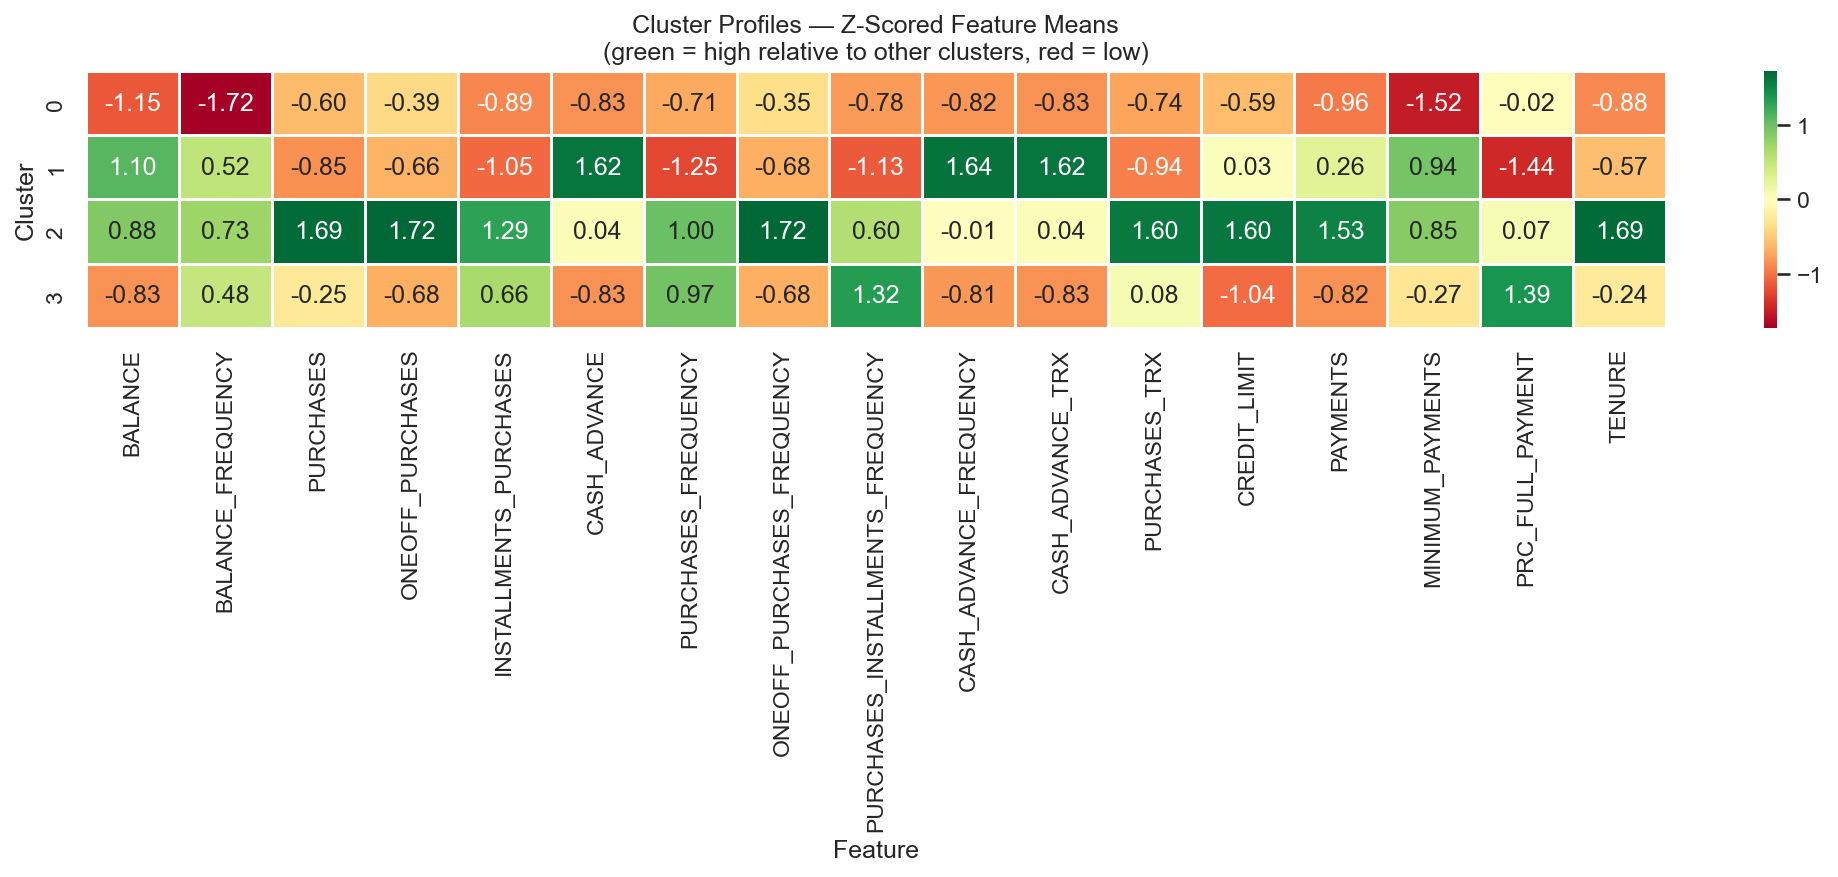 Cluster Profiles — Z-Scored Feature Means
(green = high relative to other clusters, red = low)
Cluster
0 -1.15 -1.72 -0.60 -0.39 -0.89 -0.83 -0.71 -0.35 -0.78 -0.82 -0.83 -0.74 -0.59 -0.96 -1.52 -0.02 -0.88
1 1.10 0.52 -0.85 -0.66 -1.05 1.62 -1.25 -0.68 -1.13 1.64 1.62 -0.94 0.03 0.26 0.94 -1.44 -0.57
2 0.88 0.73 1.69 1.72 1.29 0.04 1.00 1.72 0.60 -0.01 0.04 1.60 1.60 1.53 0.85 0.07 1.69
3 -0.83 0.48 -0.25 -0.68 0.66 -0.83 0.97 -0.68 1.32 -0.81 -0.83 0.08 -1.04 -0.82 -0.27 1.39 -0.24
BALANCE
BALANCE_FREQUENCY
PURCHASES
ONEOFF_PURCHASES
INSTALLMENTS_PURCHASES
CASH_ADVANCE
PURCHASES_FREQUENCY
ONEOFF_PURCHASES_FREQUENCY
PURCHASES_INSTALLMENTS_FREQUENCY
CASH_ADVANCE_FREQUENCY
CASH_ADVANCE_TRX
PURCHASES_TRX
CREDIT_LIMIT
PAYMENTS
MINIMUM_PAYMENTS
PRC_FULL_PAYMENT
TENURE
Feature
1
0
−1